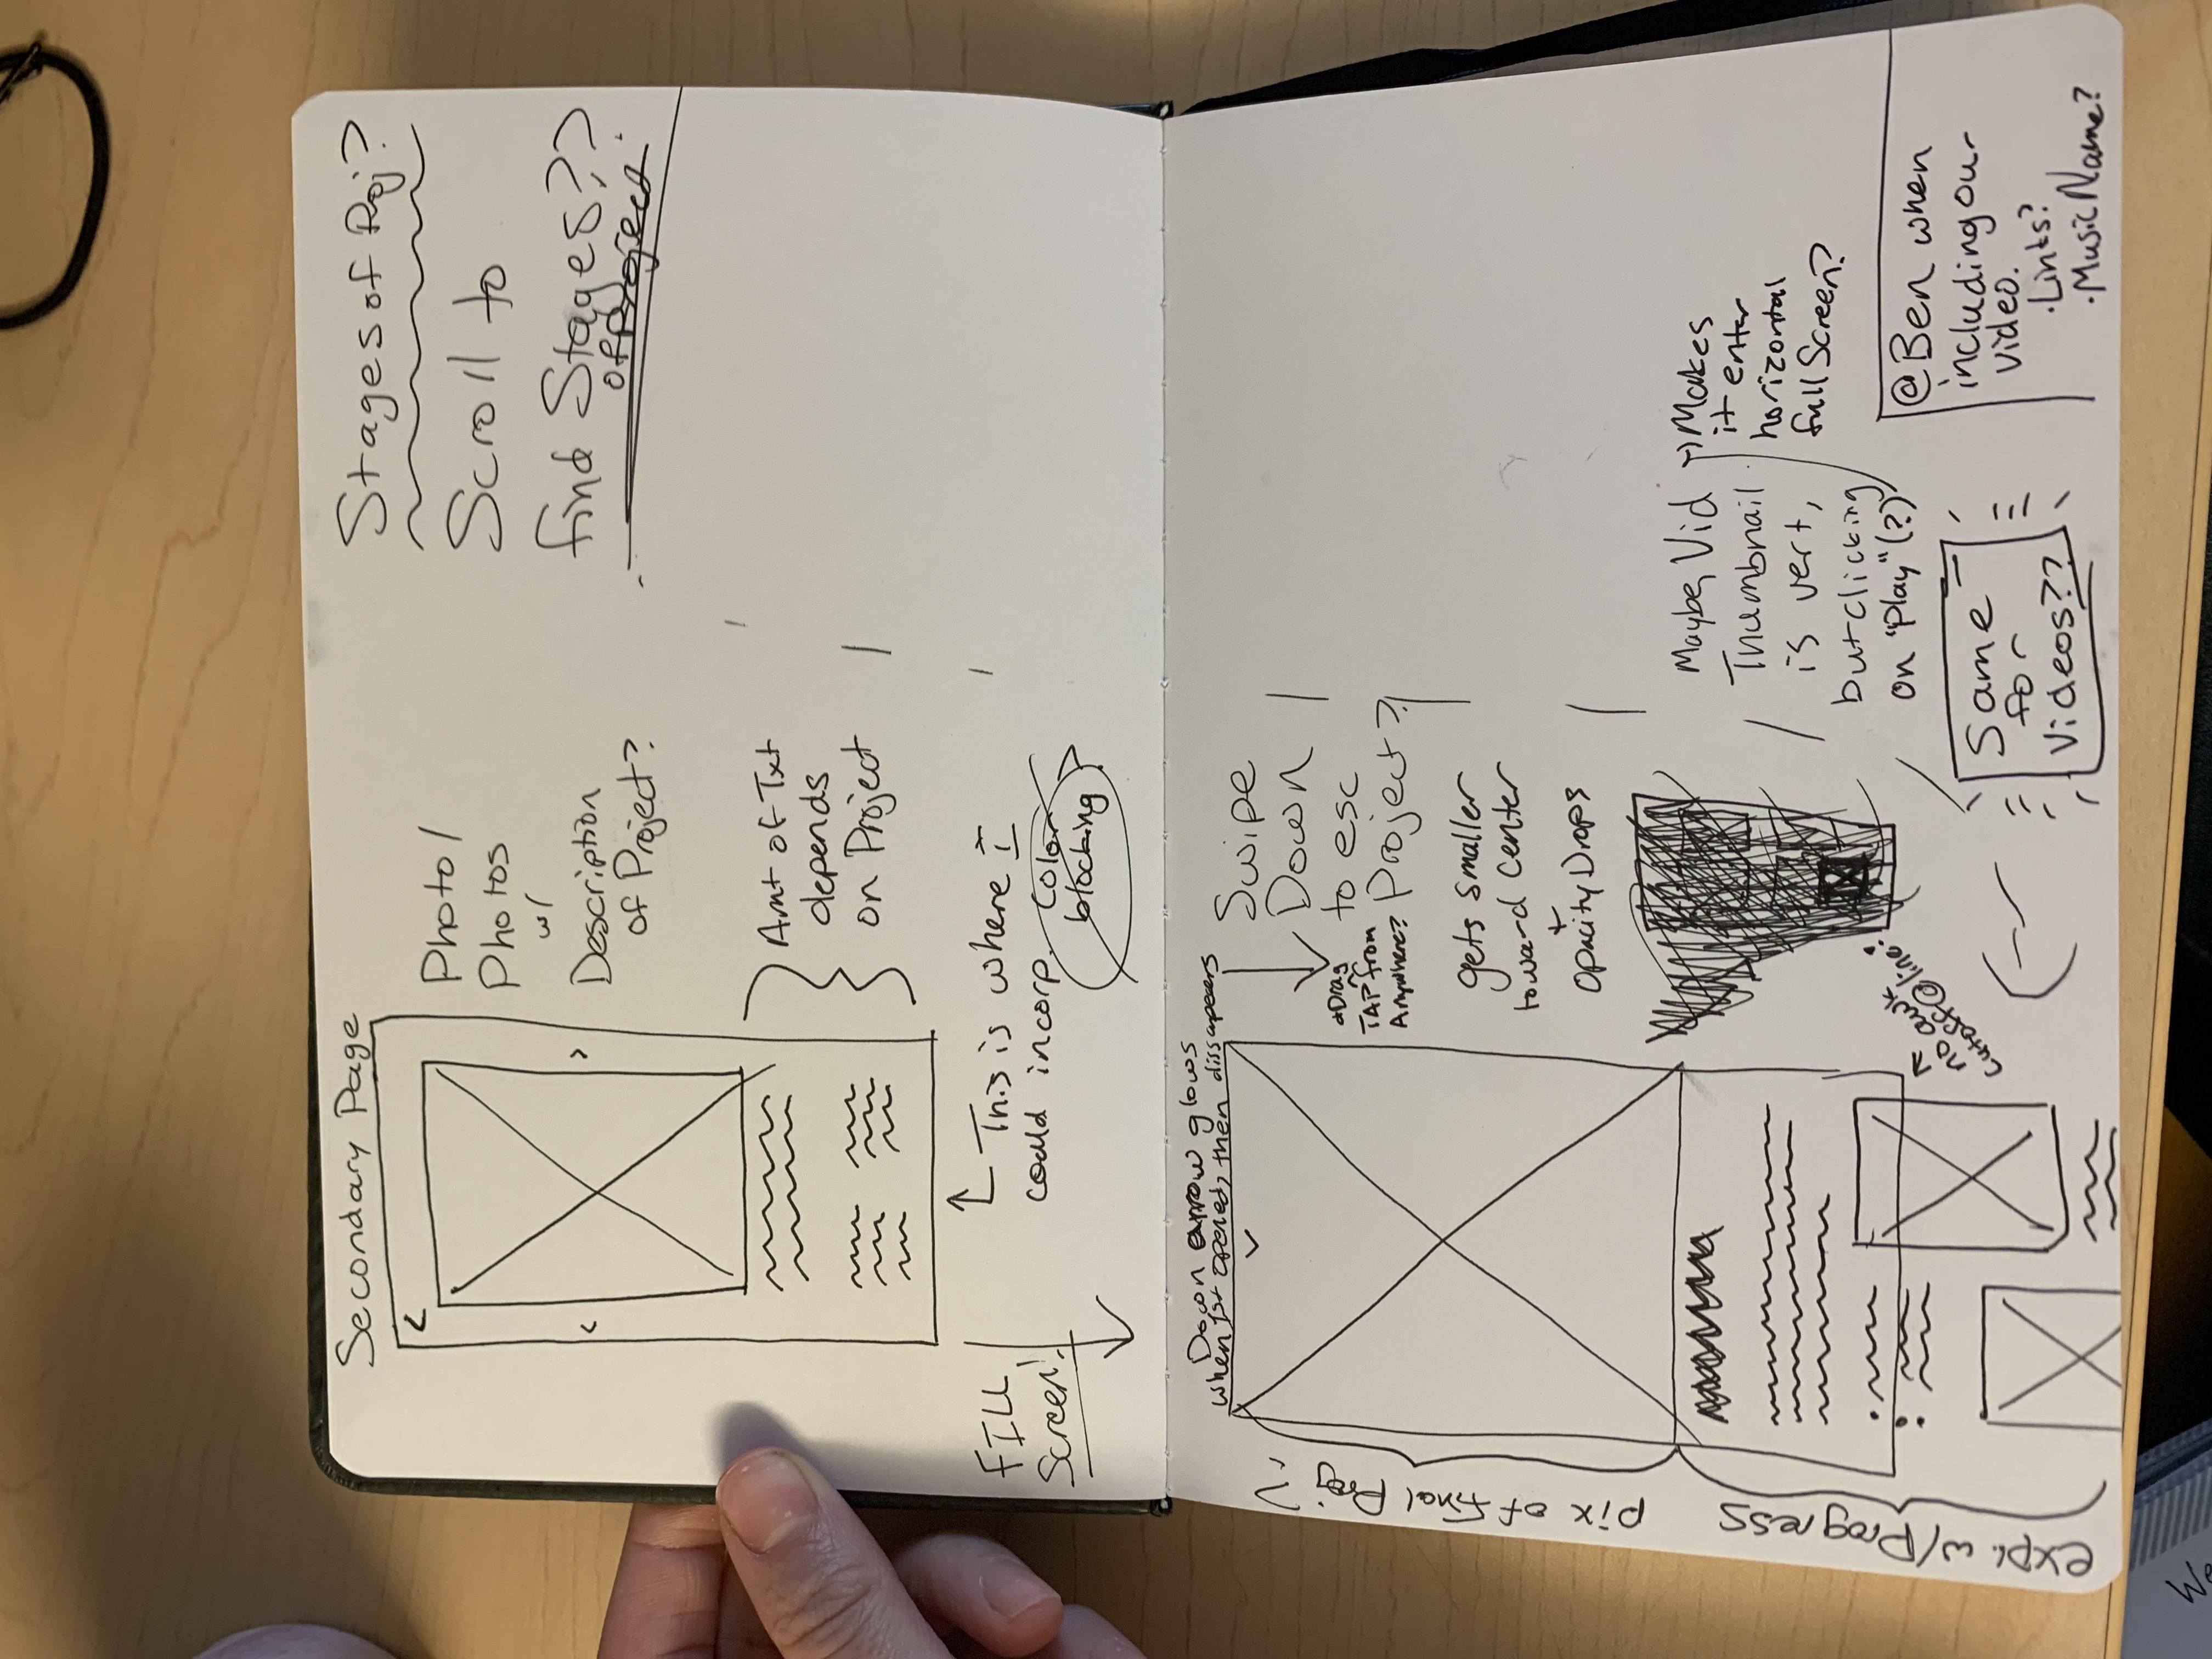 Secondary Page
Photo/
Photos
w/
Description
of Project?
Amt of Txt
depends
on Project
Stages of Proj?
Scroll to
find Stages??
of Project
FILL
Screen!
This is where I
could incorp. Color
blocking?
Down arrow glows
when 1st opened, then dissapears
Swipe
Down
to esc
Project?
+Drag
TAP from
Anywhere?
gets smaller
toward center
+
Opacity Drops
pix of final Proj?
expl. w/Progress
no awk
cutoff@line!
Maybe, Vid
Thumbnail
is vert,
but clicking
on "Play"(?)
Makes
it enter
horizontal
full Screen?
Same
for
Videos??
@Ben when
including our
video.
·Links?
·Music Name?